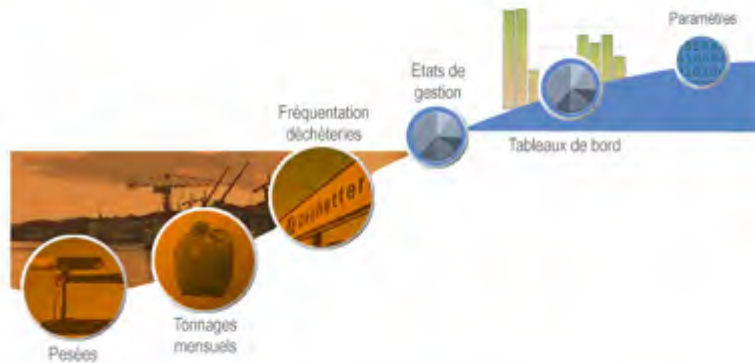 Paramètres
Etats de
gestion
Fréquentation
déchèteries
Tableaux de bord
Tonnages
mensuels
Pesées